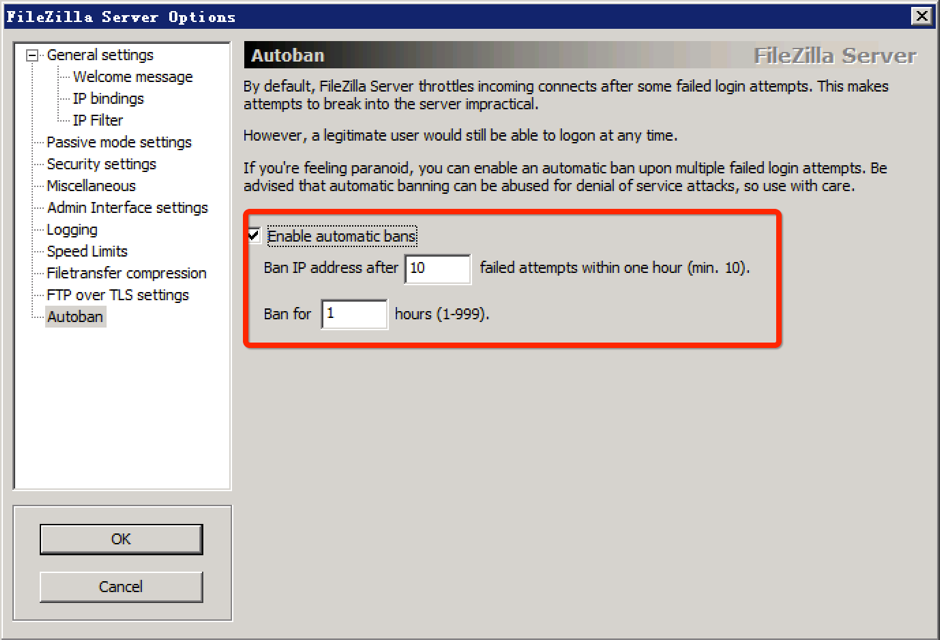 FileZilla Server Options
General settings
Welcome message
IP bindings
IP Filter
Passive mode settings
Security settings
Miscellaneous
Admin Interface settings
Logging
Speed Limits
Filetransfer compression
FTP over TLS settings
Autoban
OK
Cancel
Autoban
FileZilla Server
By default, FileZilla Server throttles incoming connects after some failed login attempts. This makes
attempts to break into the server impractical.
However, a legitimate user would still be able to logon at any time.
If you're feeling paranoid, you can enable an automatic ban upon multiple failed login attempts. Be
advised that automatic banning can be abused for denial of service attacks, so use with care.
Enable automatic bans
Ban IP address after 10 failed attempts within one hour (min. 10).
Ban for 1 hours (1-999).